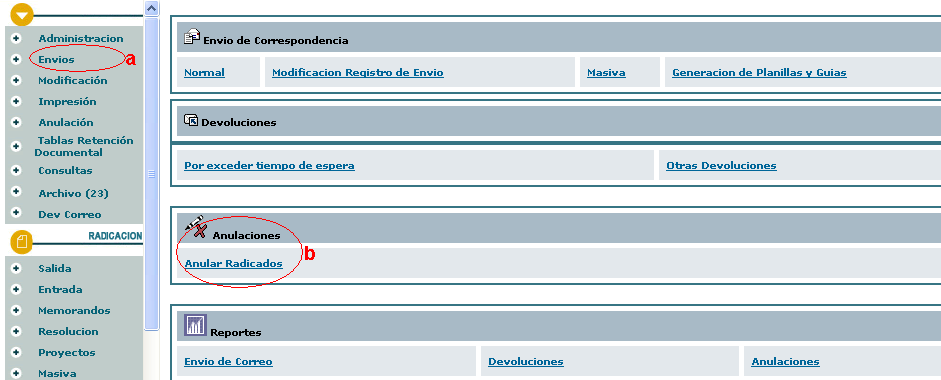 Administracion
Envios
a
Modificación
Impresión
Anulación
Tablas Retención
Documental
Consultas
Archivo (23)
Dev Correo
RADICACION
Salida
Entrada
Memorandos
Resolucion
Proyectos
Masiva
Envio de Correspondencia
Normal
Modificacion Registro de Envio
Masiva
Generacion de Planillas y Guias
Devoluciones
Por exceder tiempo de espera
Otras Devoluciones
Anulaciones
b
Anular Radicados
Reportes
Envio de Correo
Devoluciones
Anulaciones